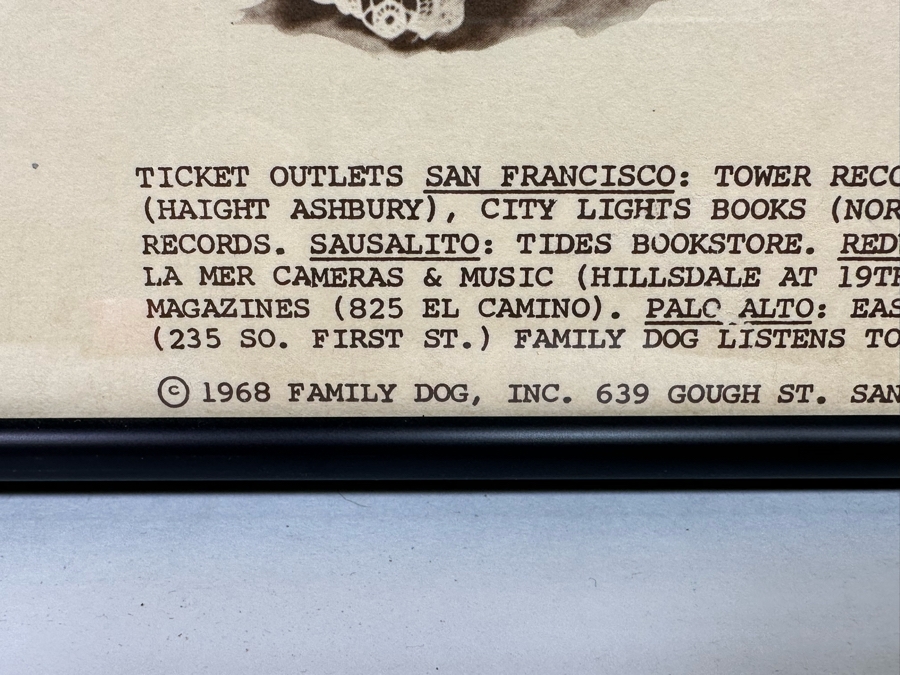 TICKET OUTLETS SAN FRANCISCO: TOWER RECO
(HAIGHT ASHBURY), CITY LIGHTS BOOKS (NOR
RECORDS. SAUSALITO: TIDES BOOKSTORE. RED
LA MER CAMERAS & MUSIC (HILLSDALE AT 19TH
MAGAZINES (825 EL CAMINO). PALO ALTO: EAS
(235 SO. FIRST ST.) FAMILY DOG LISTENS TO
© 1968 FAMILY DOG, INC. 639 GOUGH ST. SAN